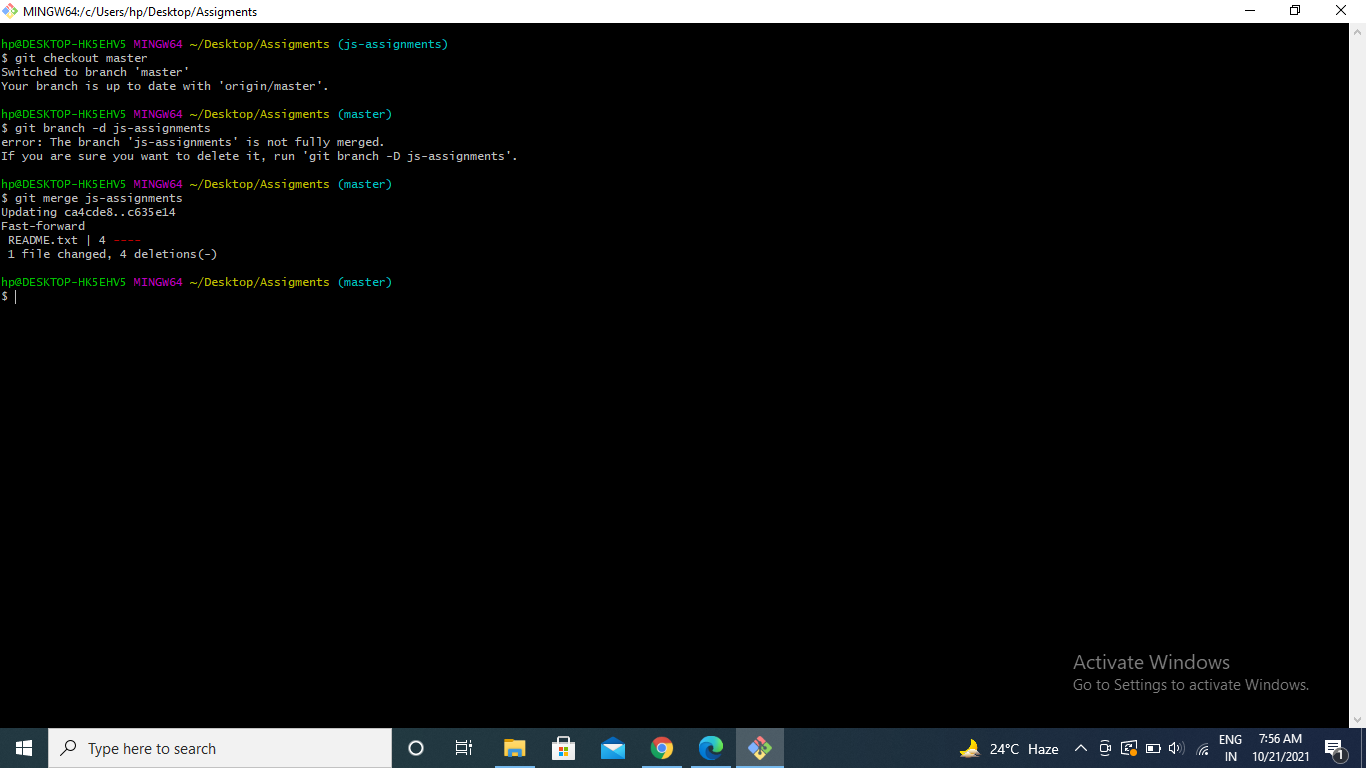 MINGW64:/c/Users/hp/Desktop/Assigments
hp@DESKTOP-HK5EHV5 MINGW64 ~/Desktop/Assigments (js-assignments)
$ git checkout master
Switched to branch 'master'
Your branch is up to date with 'origin/master'.
hp@DESKTOP-HK5EHV5 MINGW64 ~/Desktop/Assigments (master)
$ git branch -d js-assignments
error: The branch 'js-assignments' is not fully merged.
If you are sure you want to delete it, run 'git branch -D js-assignments'.
hp@DESKTOP-HK5EHV5 MINGW64 ~/Desktop/Assigments (master)
$ git merge js-assignments
Updating ca4cde8..c635e14
Fast-forward
README.txt | 4 ----
1 file changed, 4 deletions(-)
hp@DESKTOP-HK5EHV5 MINGW64 ~/Desktop/Assigments (master)
$
Activate Windows
Go to Settings to activate Windows.
Type here to search
24°C Haze
ENG
IN
7:56 AM
10/21/2021
1